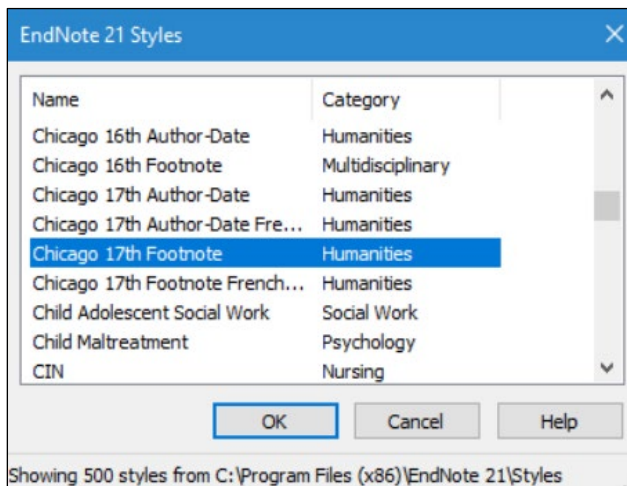 EndNote 21 Styles
Name Category
Chicago 16th Author-Date Humanities
Chicago 16th Footnote Multidisciplinary
Chicago 17th Author-Date Humanities
Chicago 17th Author-Date Fre... Humanities
Chicago 17th Footnote Humanities
Chicago 17th Footnote French... Humanities
Child Adolescent Social Work Social Work
Child Maltreatment Psychology
CIN Nursing
OK Cancel Help
Showing 500 styles from C:\Program Files (x86)\EndNote 21\Styles